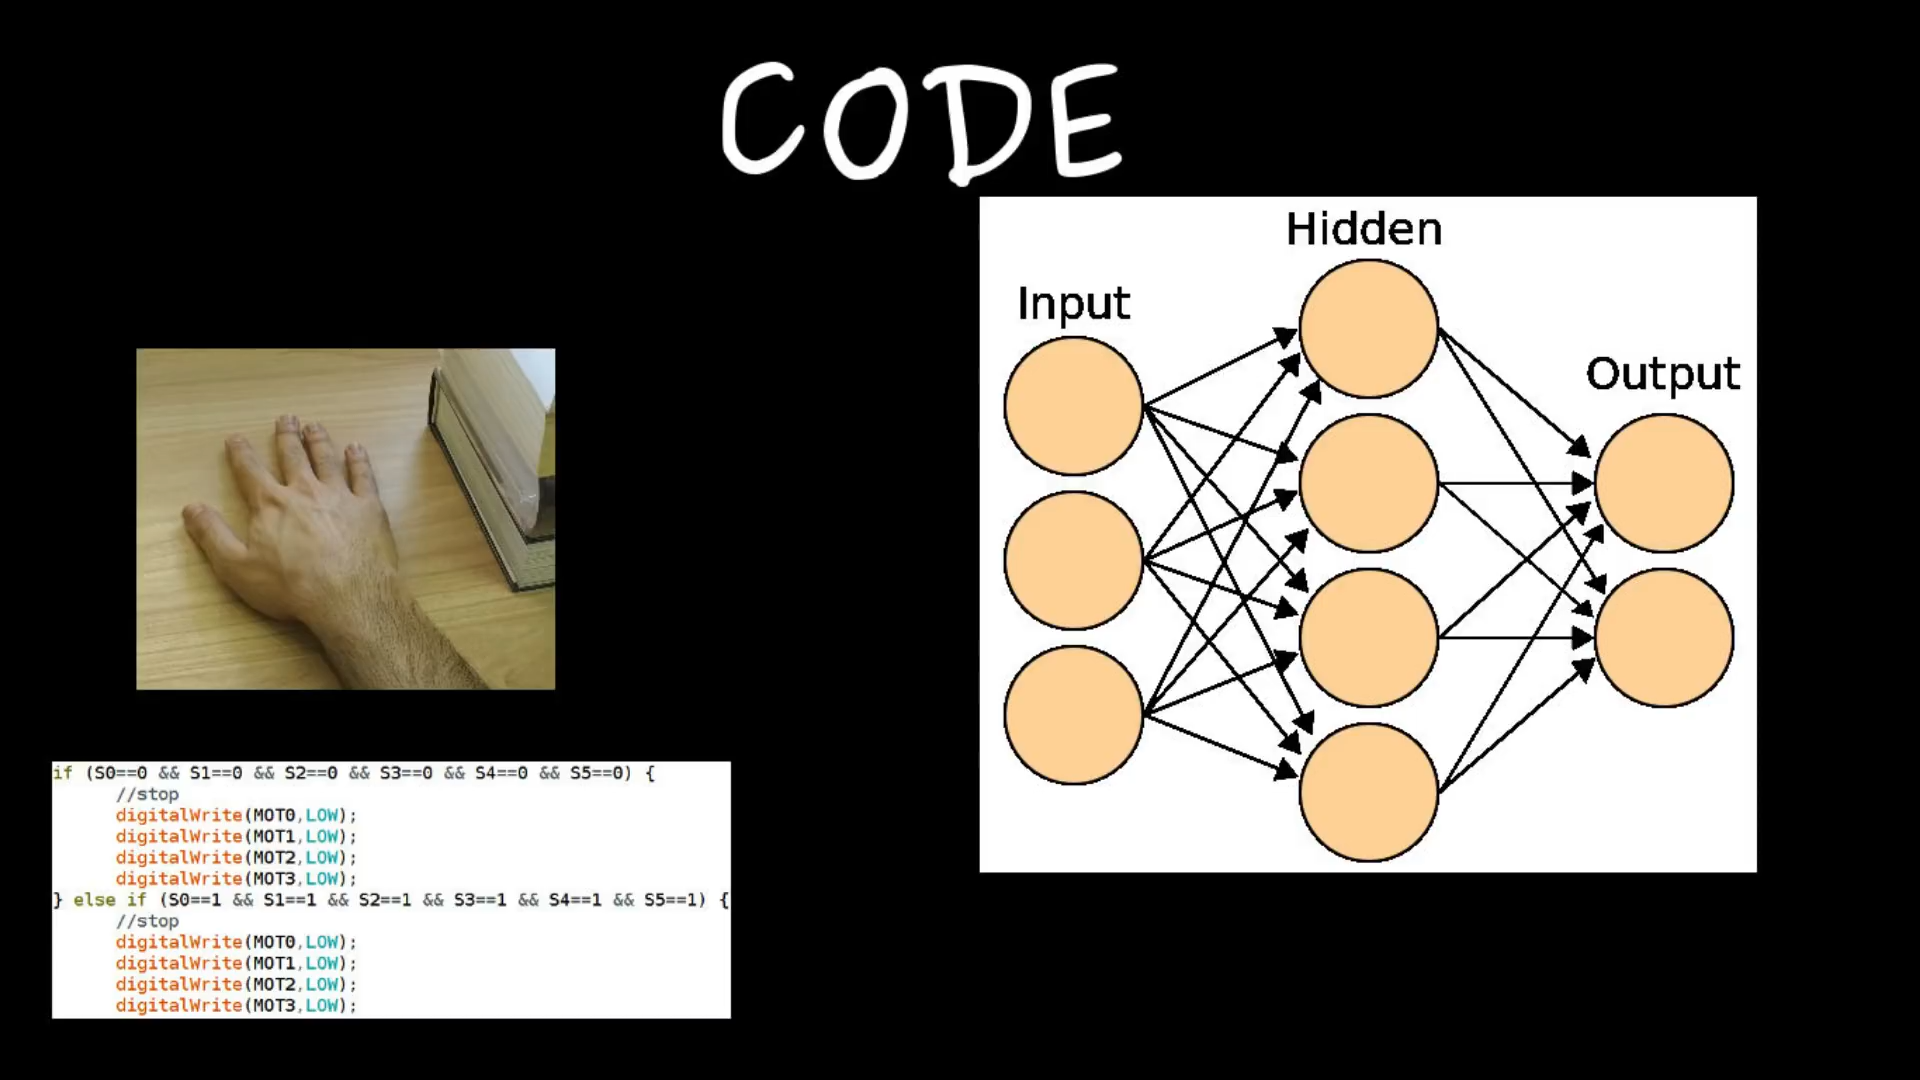 CODE
Hidden
Input
Output
if (S0==0 && S1==0 && S2==0 && S3==0 && S4==0 && S5==0) {
//stop
digitalWrite(MOT0,LOW);
digitalWrite(MOT1,LOW);
digitalWrite(MOT2,LOW);
digitalWrite(MOT3,LOW);
} else if (S0==1 && S1==1 && S2==1 && S3==1 && S4==1 && S5==1) {
//stop
digitalWrite(MOT0,LOW);
digitalWrite(MOT1,LOW);
digitalWrite(MOT2,LOW);
digitalWrite(MOT3,LOW);